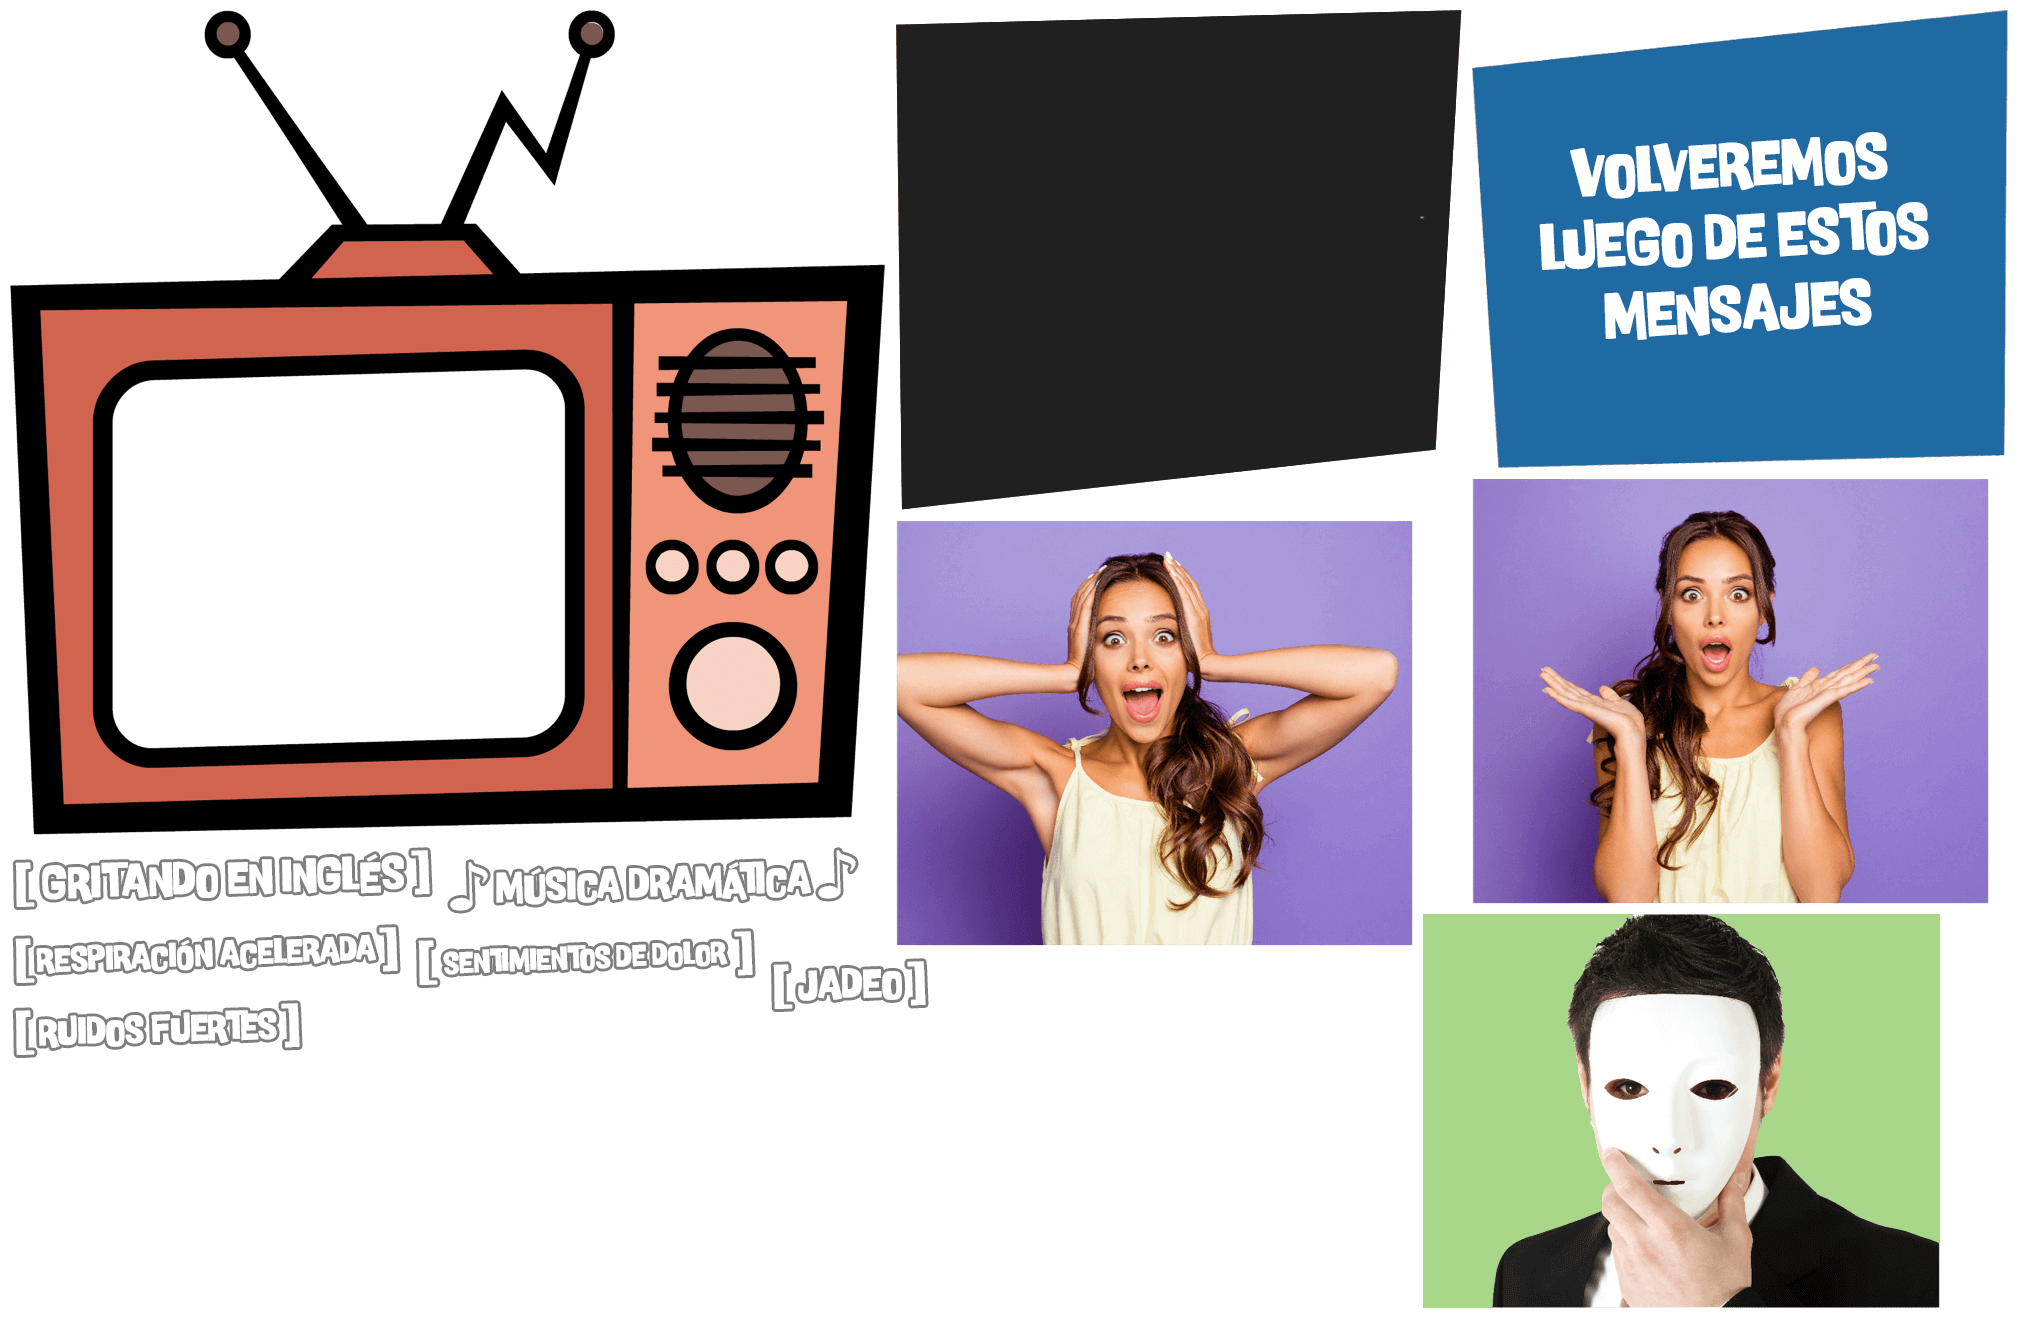 VOLVEREMOS
LUEGO DE ESTOS
MENSAJES
[GRITANDO EN INGLÉS]
♪ MÚSICA DRAMÁTICA ♪
[RESPIRACIÓN ACELERADA]
[SENTIMIENTOS DE DOLOR]
[JADEO]
[RUIDOS FUERTES]